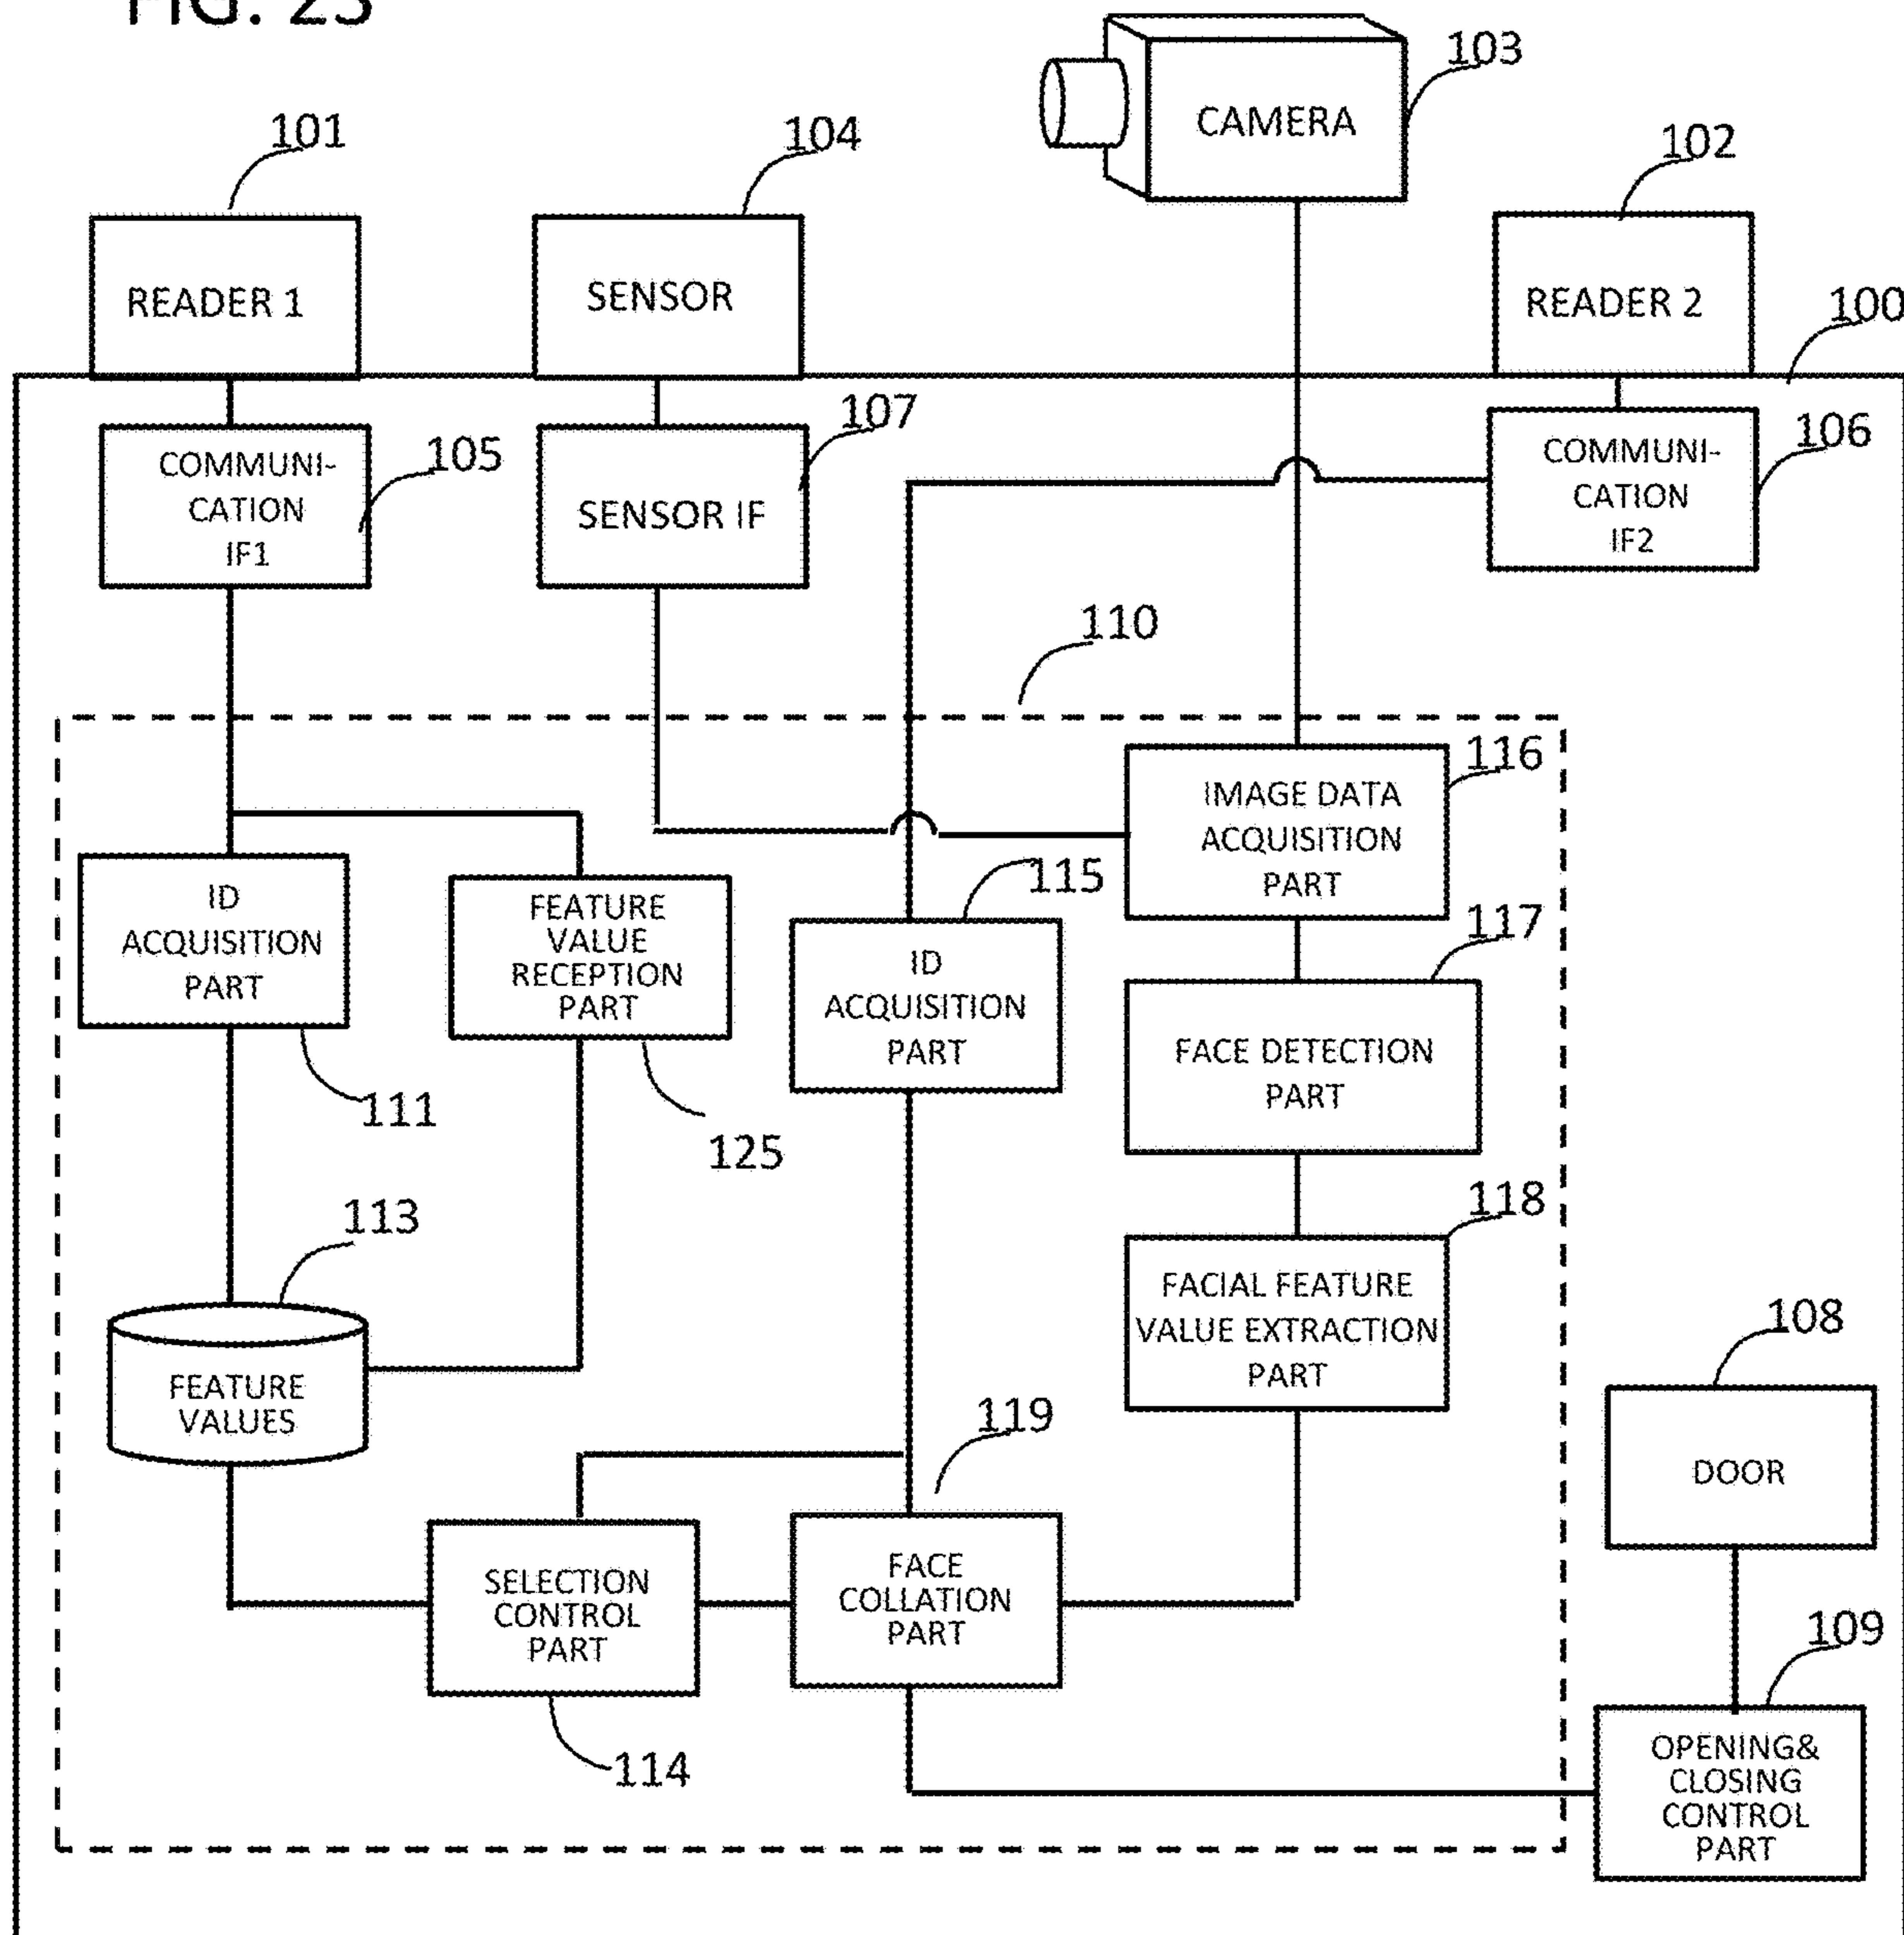 FIG. 23
103
CAMERA
101
104
102
READER 1
SENSOR
READER 2
100
107
105
106
COMMUNI-
CATION
IF1
SENSOR IF
COMMUNI-
CATION
IF2
110
116
IMAGE DATA
ACQUISITION
PART
115
117
ID
ACQUISITION
PART
FEATURE
VALUE
RECEPTION
PART
ID
ACQUISITION
PART
FACE DETECTION
PART
111
125
118
113
FACIAL FEATURE
VALUE EXTRACTION
PART
108
FEATURE
VALUES
119
DOOR
SELECTION
CONTROL
PART
FACE
COLLATION
PART
109
114
OPENING&
CLOSING
CONTROL
PART